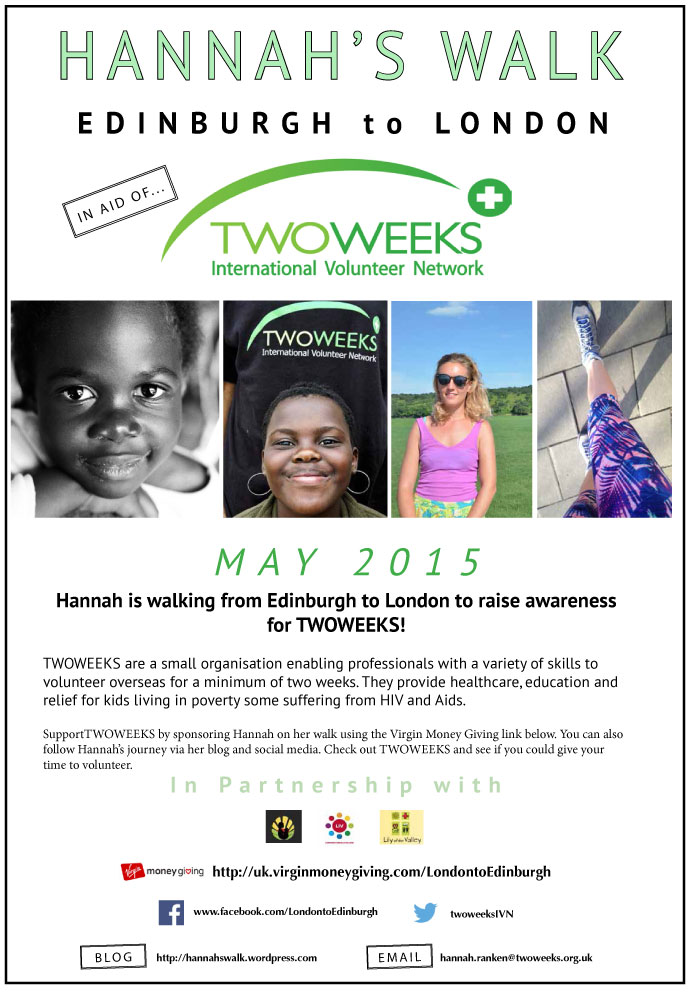 HANNAH'S WALK
EDINBURGH to LONDON
IN AID OF...
TWOWEEKS
International Volunteer Network
TWOWEEKS
International Volunteer Network
MAY 2015
Hannah is walking from Edinburgh to London to raise awareness
for TWOWEEKS!
TWOWEEKS are a small organisation enabling professionals with a variety of skills to
volunteer overseas for a minimum of two weeks. They provide healthcare, education and
relief for kids living in poverty some suffering from HIV and Aids.
SupportTWOWEEKS by sponsoring Hannah on her walk using the Virgin Money Giving link below. You can also
follow Hannah's journey via her blog and social media. Check out TWOWEEKS and see if you could give your
time to volunteer.
In Partnership with
LIV
Lily of the Valley
Virgin money giving http://uk.virginmoneygiving.com/LondontoEdinburgh
www.facebook.com/LondontoEdinburgh twoweeksIVN
BLOG http://hannahswalk.wordpress.com EMAIL hannah.ranken@twoweeks.org.uk